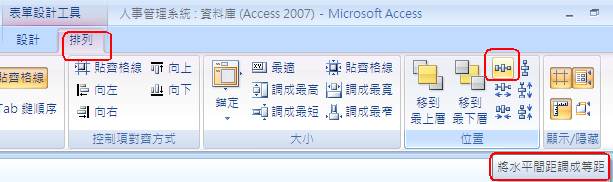 表單設計工具
人事管理系統 : 資料庫 (Access 2007) - Microsoft Access
設計
排列
貼齊格線
Tab 鍵順序
貼齊格線
向上
向左
向下
向右
控制項對齊方式
錨定
最適
貼齊格線
調成最高
調成最寬
調成最短
調成最窄
大小
移到
最上層
移到
最下層
位置
顯示/隱藏
將水平間距調成等距